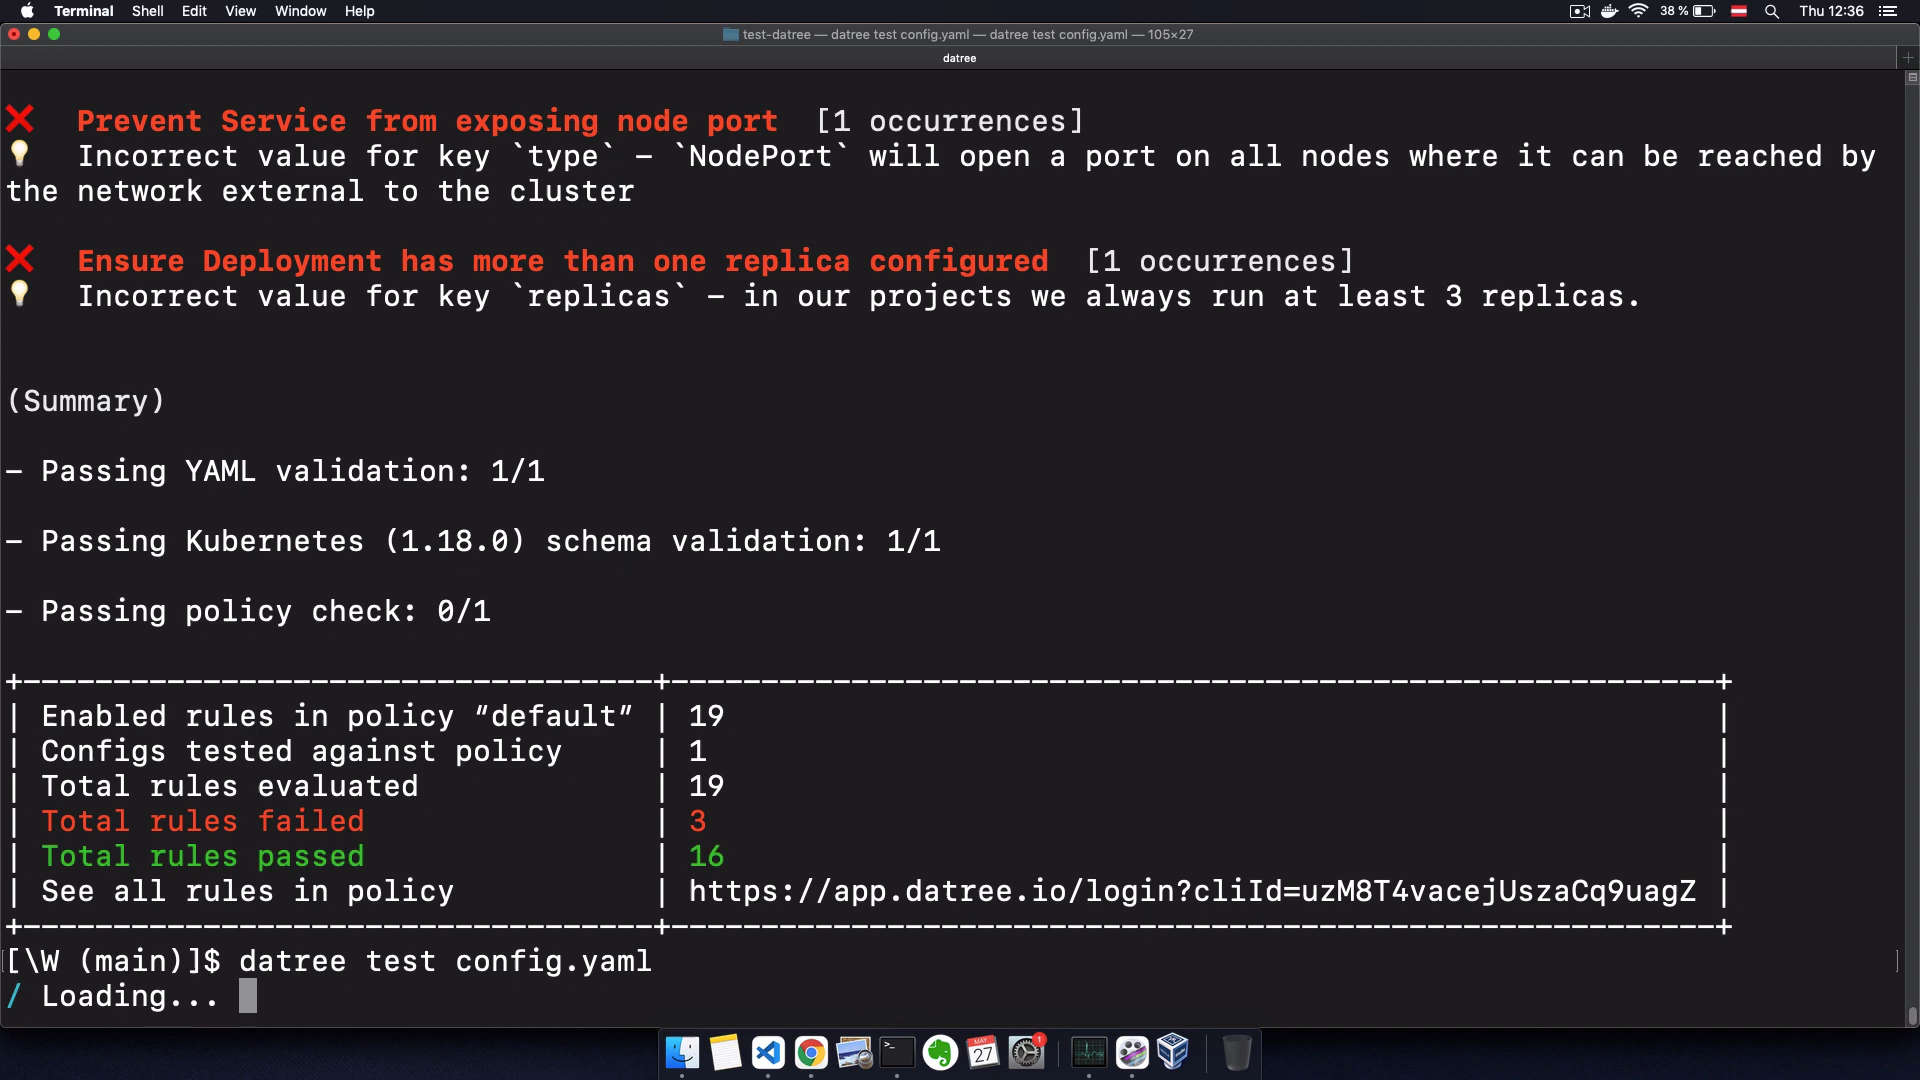 Terminal Shell Edit View Window Help 38 % Thu 12:36
test-datree — datree test config.yaml — datree test config.yaml — 105×27
datree
Prevent Service from exposing node port [1 occurrences]
Incorrect value for key `type` – `NodePort` will open a port on all nodes where it can be reached by
the network external to the cluster
Ensure Deployment has more than one replica configured [1 occurrences]
Incorrect value for key `replicas` – in our projects we always run at least 3 replicas.
(Summary)
– Passing YAML validation: 1/1
– Passing Kubernetes (1.18.0) schema validation: 1/1
– Passing policy check: 0/1
+-----------------------------------+----------------------------------------------------------+
| Enabled rules in policy “default” | 19 |
| Configs tested against policy | 1 |
| Total rules evaluated | 19 |
| Total rules failed | 3 |
| Total rules passed | 16 |
| See all rules in policy | https://app.datree.io/login?cliId=uzM8T4vacejUszaCq9uagZ |
+-----------------------------------+----------------------------------------------------------+
[\W (main)]$ datree test config.yaml
/ Loading...
MAY
27
1